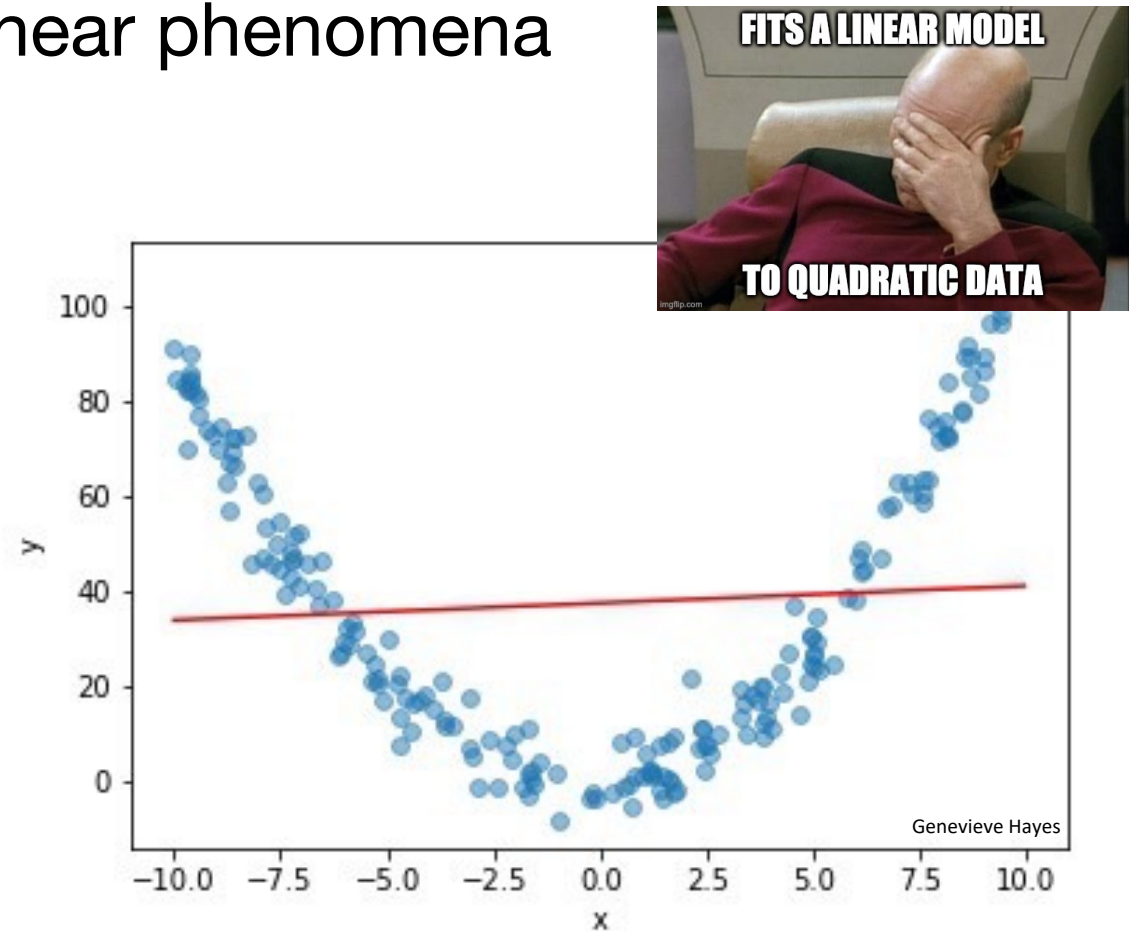 near phenomena
FITS A LINEAR MODEL
TO QUADRATIC DATA
imgflip.com
100
80
60
40
20
0
y
Genevieve Hayes
−10.0 −7.5 −5.0 −2.5 0.0 2.5 5.0 7.5 10.0
x